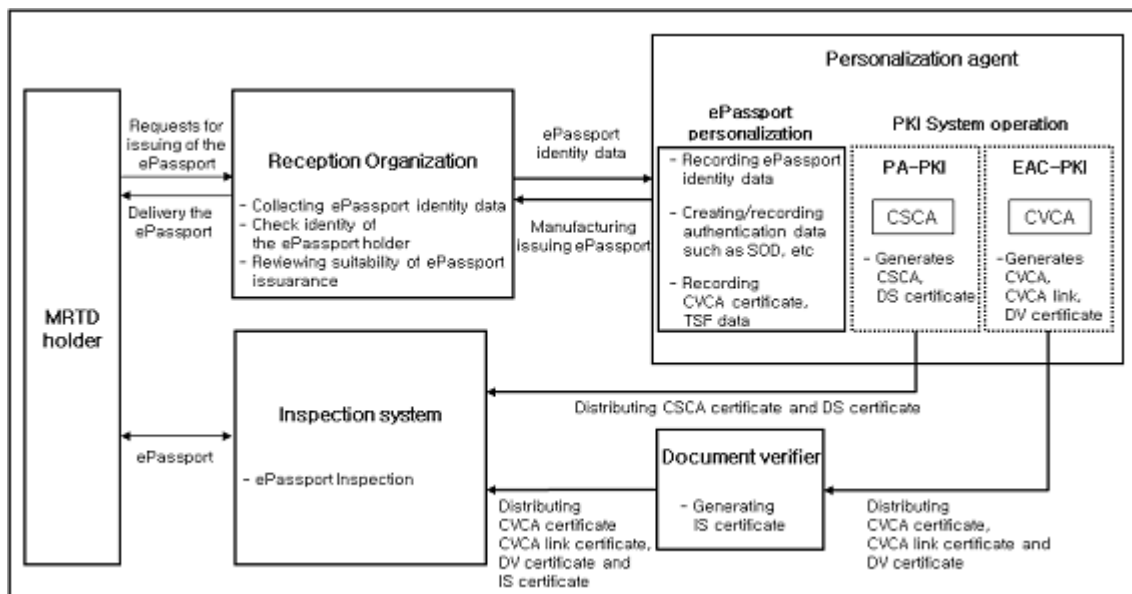 Personalization agent
Requests for
issuing of the
ePassport
Delivery the
ePassport
Reception Organization
- Collecting ePassport identity data
- Check identity of
the ePassport holder
- Reviewing suitability of ePassport
issuarance
ePassport
identity data
Manufacturing
issuing ePassport
ePassport
personalization
- Recording ePassport
identity data
- Creating/recording
authentication data
such as SOD, etc
- Recording
CVCA certificate,
TSF data
PKI System operation
PA-PKI
CSCA
- Generates
CSCA,
DS certificate
EAC-PKI
CVCA
- Generates
CVCA,
CVCA link,
DV certificate
MRTD
holder
ePassport
Inspection system
- ePassport Inspection
Distributing CSCA certificate and DS certificate
Document verifier
- Generating
IS certificate
Distributing
CVCA certificate
CVCA link certificate,
DV certificate and
IS certificate
Distributing
CVCA certificate,
CVCA link certificate and
DV certificate